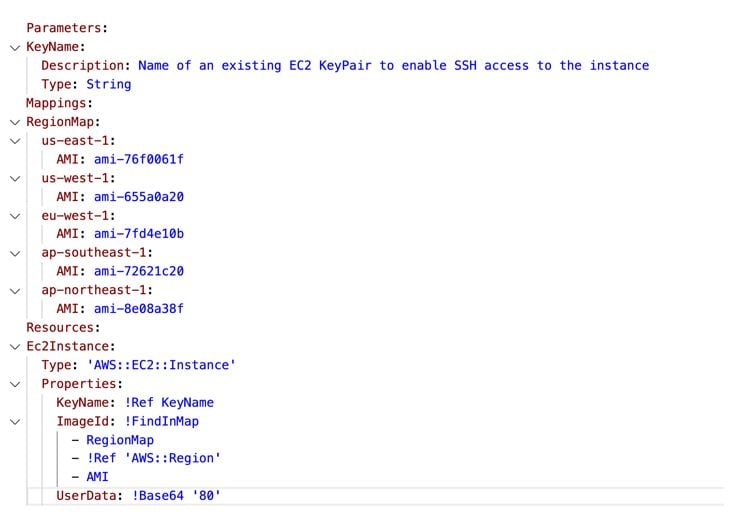 Parameters:
KeyName:
Description: Name of an existing EC2 KeyPair to enable SSH access to the instance
Type: String
Mappings:
RegionMap:
us-east-1:
AMI: ami-76f0061f
us-west-1:
AMI: ami-655a0a20
eu-west-1:
AMI: ami-7fd4e10b
ap-southeast-1:
AMI: ami-72621c20
ap-northeast-1:
AMI: ami-8e08a38f
Resources:
Ec2Instance:
Type: 'AWS::EC2::Instance'
Properties:
KeyName: !Ref KeyName
ImageId: !FindInMap
- RegionMap
- !Ref 'AWS::Region'
- AMI
UserData: !Base64 '80'